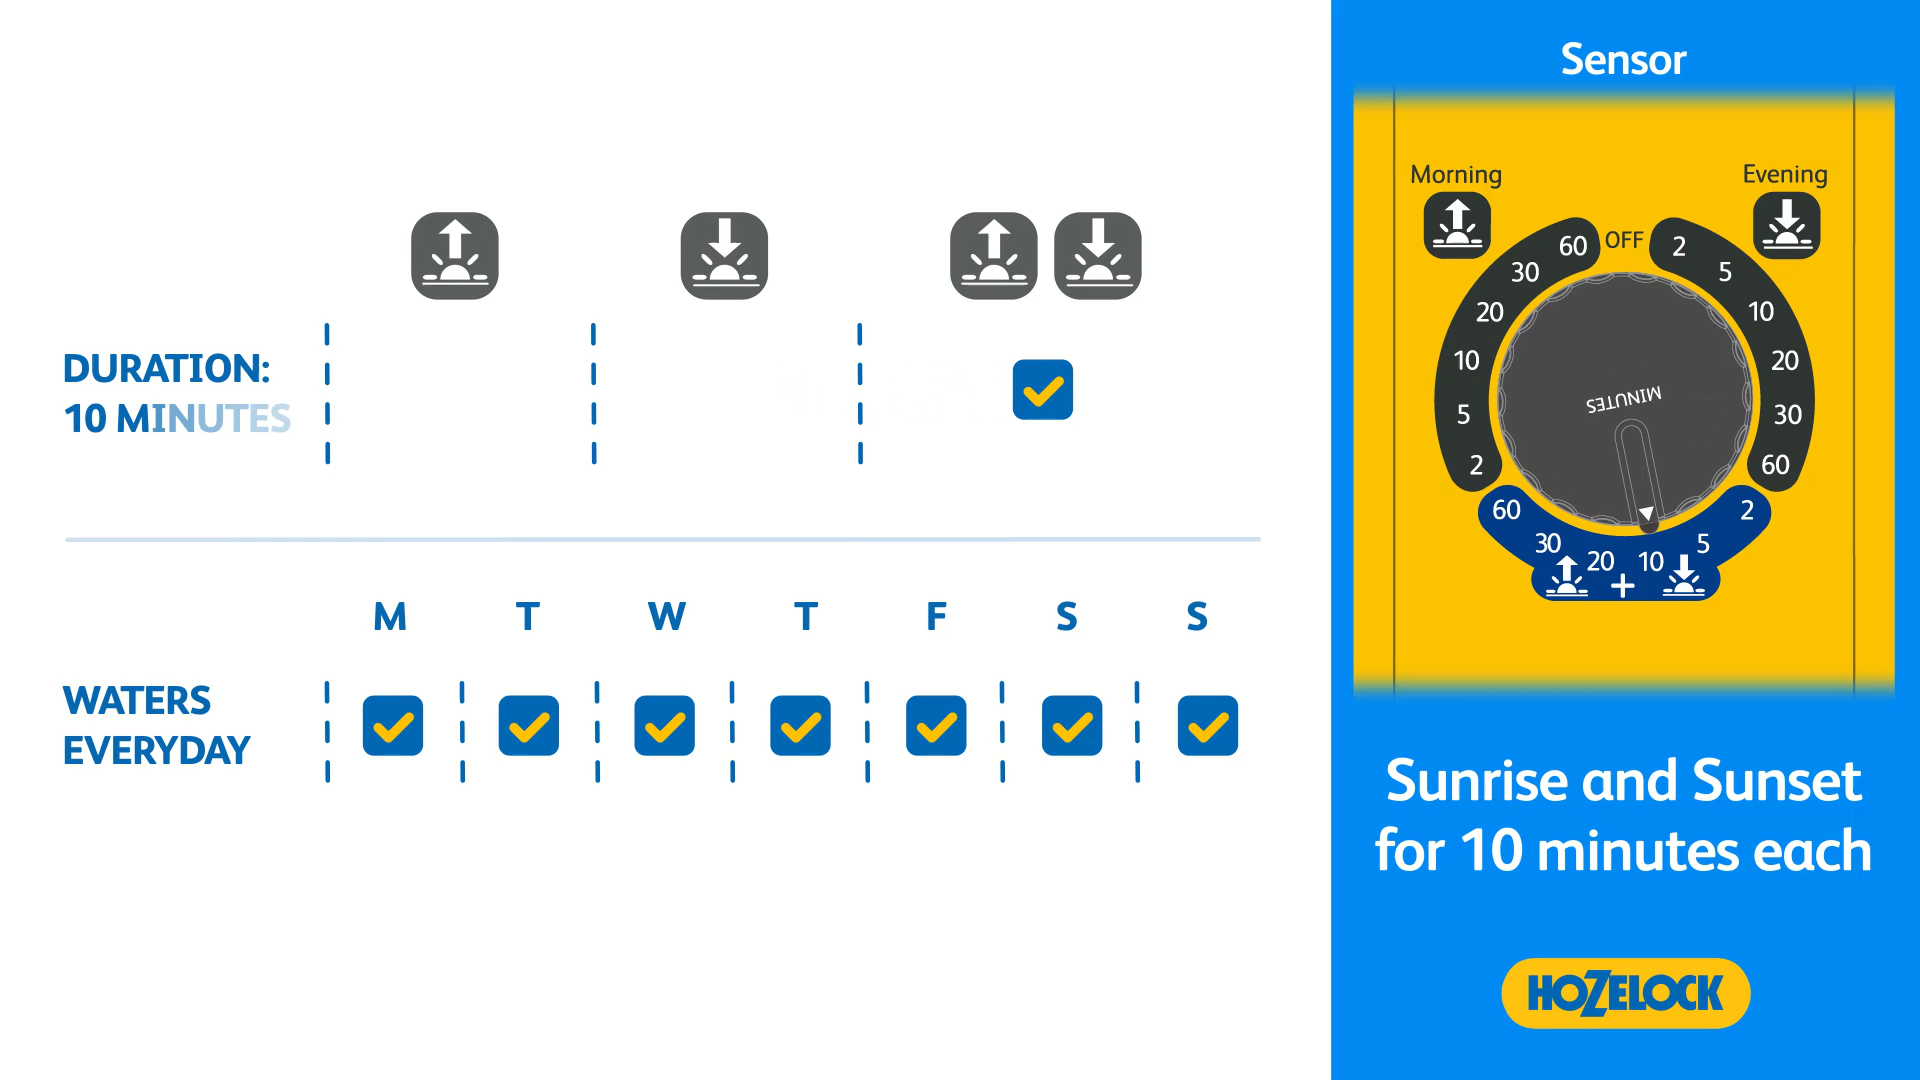 DURATION:
10 MINUTES
M T W T F S S
WATERS
EVERYDAY
Sensor
Morning
Evening
OFF
2
5
10
20
30
60
2
5
10
20
30
60
2
5
10
20
30
60
+
MINUTES
Sunrise and Sunset
for 10 minutes each
HOZELOCK